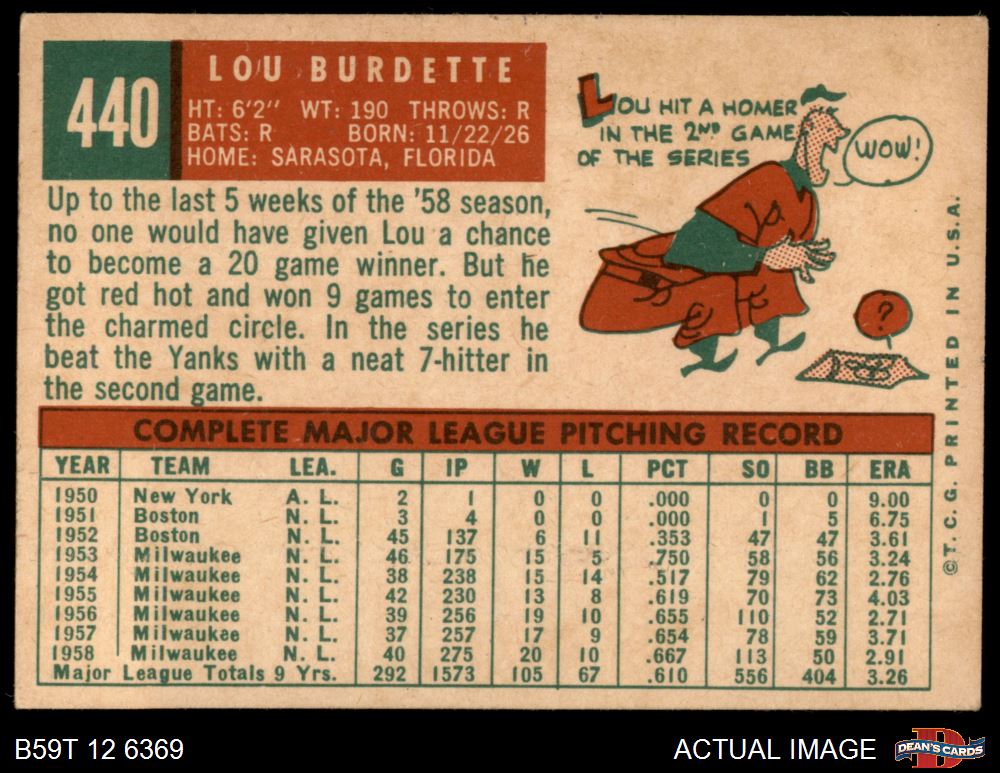 440
LOU BURDETTE
HT: 6'2" WT: 190 THROWS: R
BATS: R BORN: 11/22/26
HOME: SARASOTA, FLORIDA
LOU HIT A HOMER
IN THE 2ND GAME
OF THE SERIES
WOW!
?
Up to the last 5 weeks of the '58 season,
no one would have given Lou a chance
to become a 20 game winner. But he
got red hot and won 9 games to enter
the charmed circle. In the series he
beat the Yanks with a neat 7-hitter in
the second game.
COMPLETE MAJOR LEAGUE PITCHING RECORD
YEAR TEAM LEA. G IP W L PCT SO BB ERA
1950 New York A. L. 2 1 0 0 .000 0 0 9.00
1951 Boston N. L. 3 4 0 0 .000 1 5 6.75
1952 Boston N. L. 45 137 6 11 .353 47 47 3.61
1953 Milwaukee N. L. 46 175 15 5 .750 58 56 3.24
1954 Milwaukee N. L. 38 238 15 14 .517 79 62 2.76
1955 Milwaukee N. L. 42 230 13 8 .619 70 73 4.03
1956 Milwaukee N. L. 39 256 19 10 .655 110 52 2.71
1957 Milwaukee N. L. 37 257 17 9 .654 78 59 3.71
1958 Milwaukee N. L. 40 275 20 10 .667 113 50 2.91
Major League Totals 9 Yrs. 292 1573 105 67 .610 556 404 3.26
©T. C. G. PRINTED IN U.S.A.
B59T 12 6369
ACTUAL IMAGE
DEAN'S CARDS